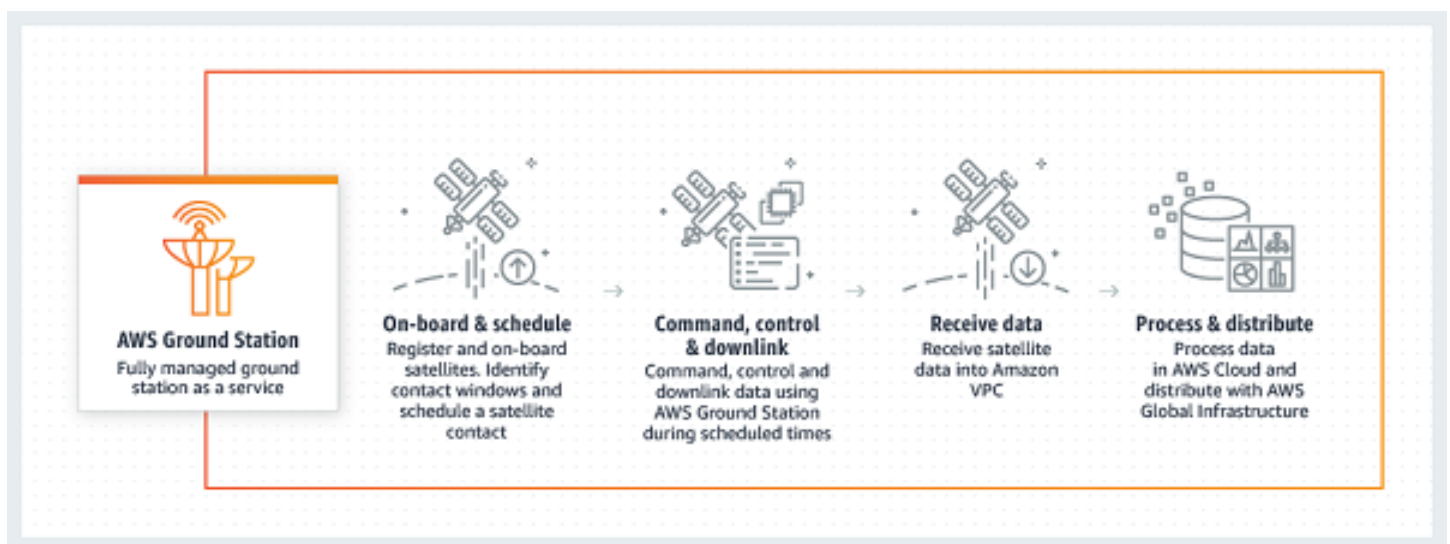 AWS Ground Station
Fully managed ground
station as a service
On-board & schedule
Register and on-board
satellites. Identify
contact windows and
schedule a satellite
contact
Command, control
& downlink
Command, control and
downlink data using
AWS Ground Station
during scheduled times
Receive data
Receive satellite
data into Amazon
VPC
Process & distribute
Process data
in AWS Cloud and
distribute with AWS
Global Infrastructure